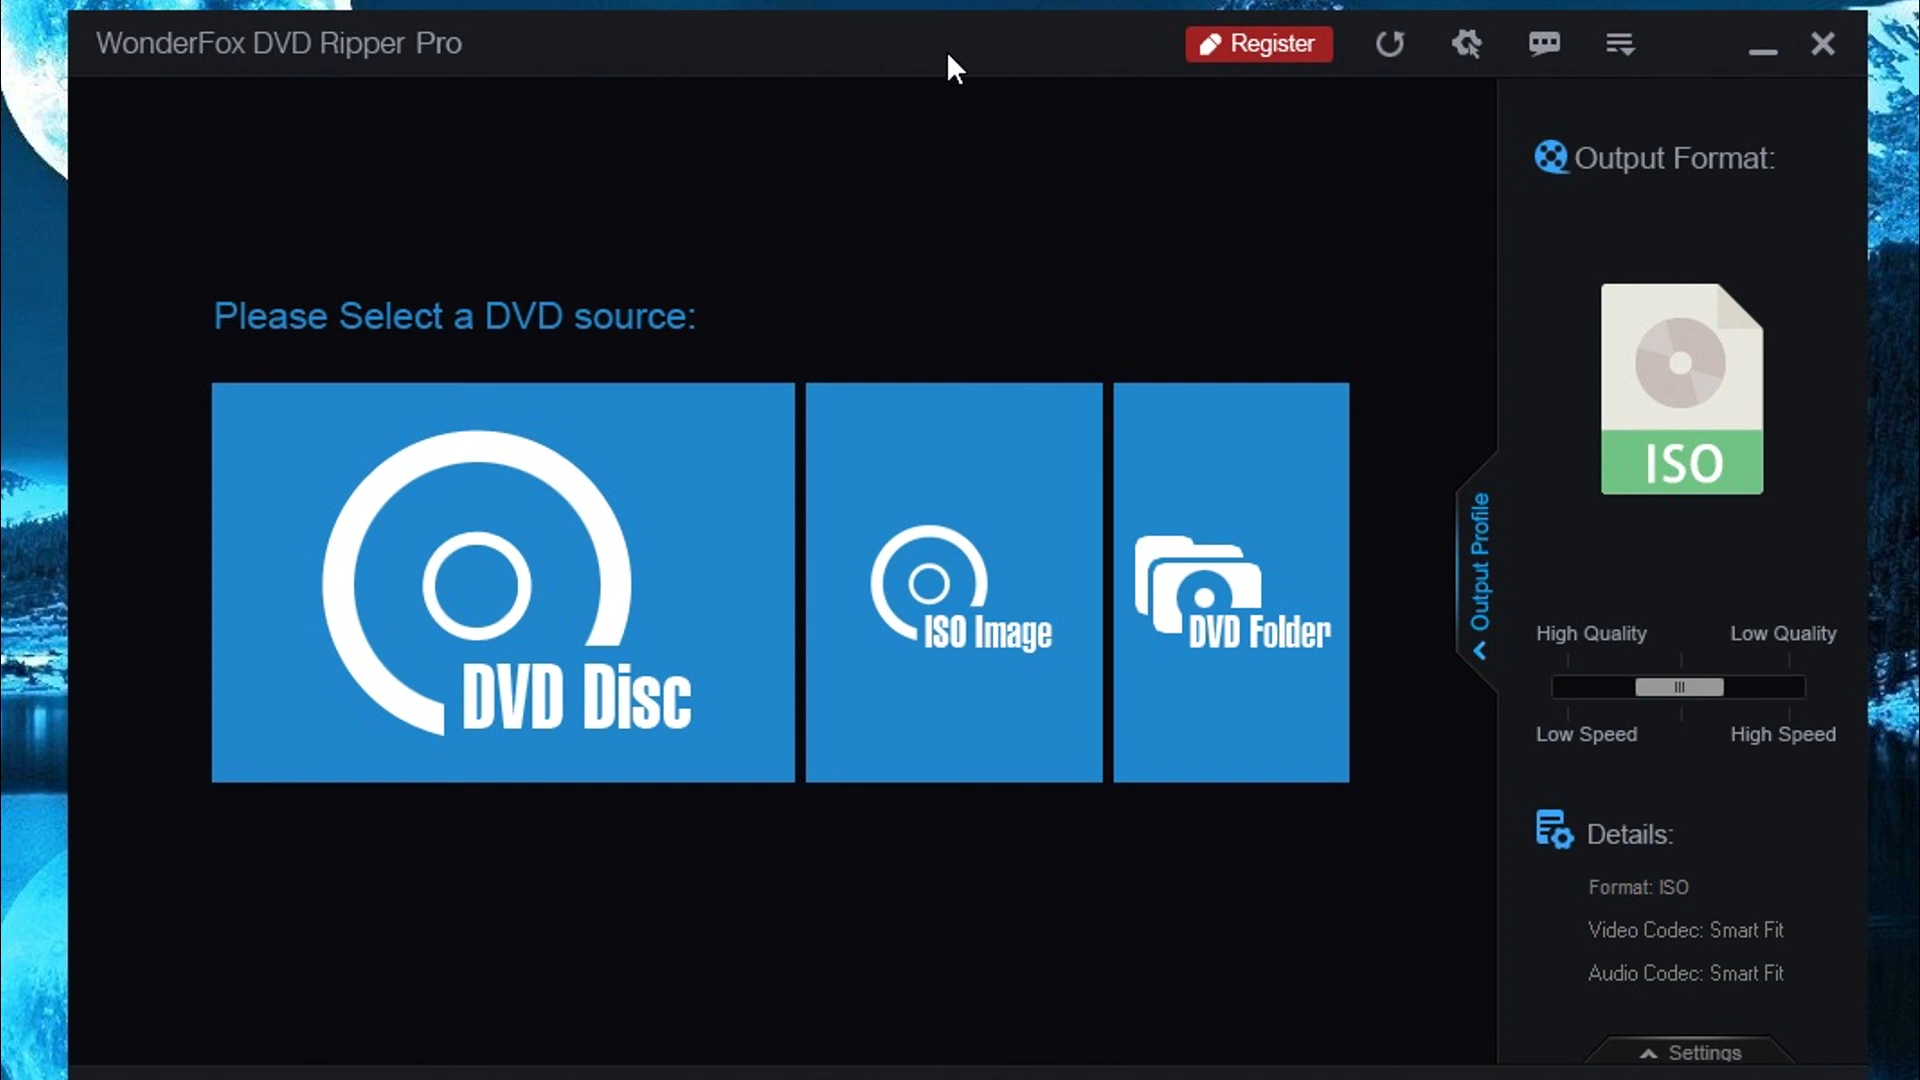 WonderFox DVD Ripper Pro
Register
Output Format:
ISO
Please Select a DVD source:
DVD Disc
ISO Image
DVD Folder
Output Profile
High Quality
Low Quality
Low Speed
High Speed
Details:
Format: ISO
Video Codec: Smart Fit
Audio Codec: Smart Fit
Settings